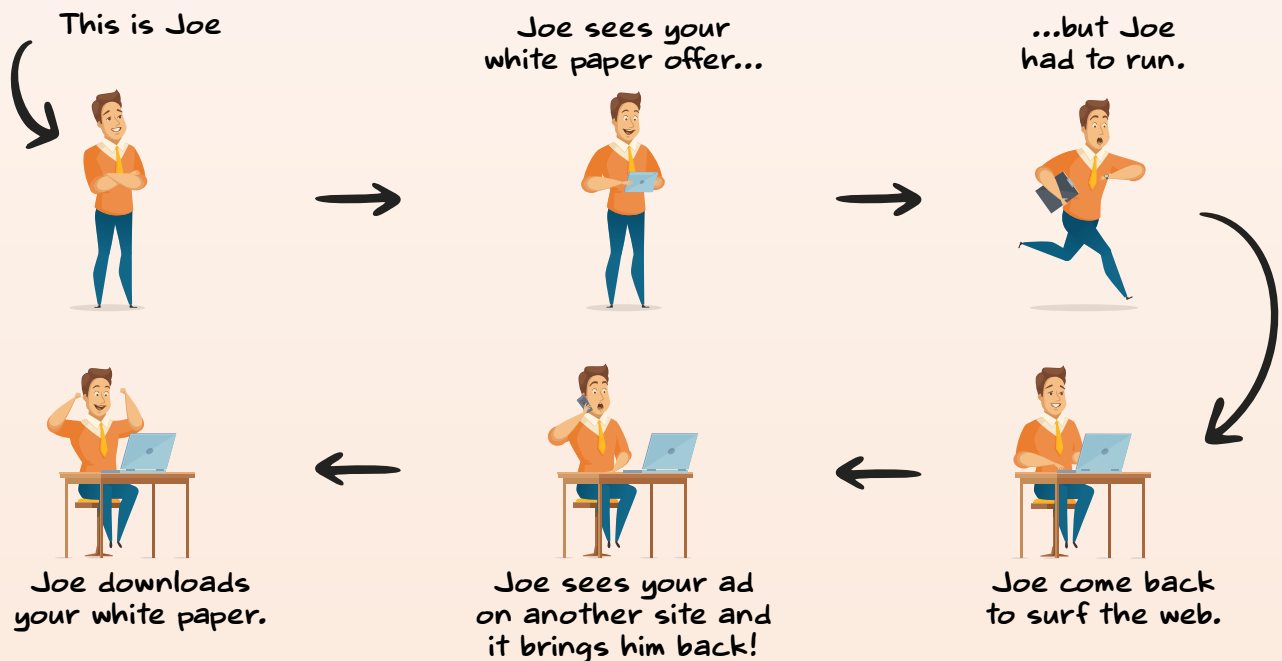 This is Joe
Joe sees your
white paper offer...
...but Joe
had to run.
Joe come back
to surf the web.
Joe sees your ad
on another site and
it brings him back!
Joe downloads
your white paper.